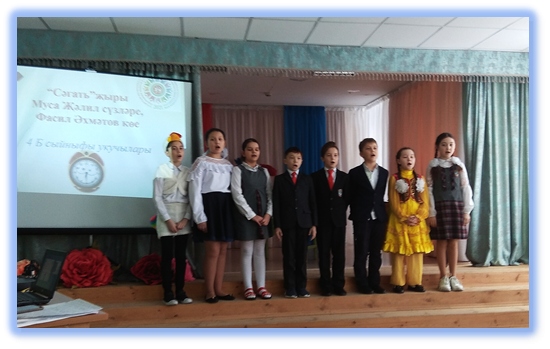 “Сәгать”җыры
Муса Җәлил сүзләре,
Фасил Әхмәтов көе
4 Б сыйныфы укучылары